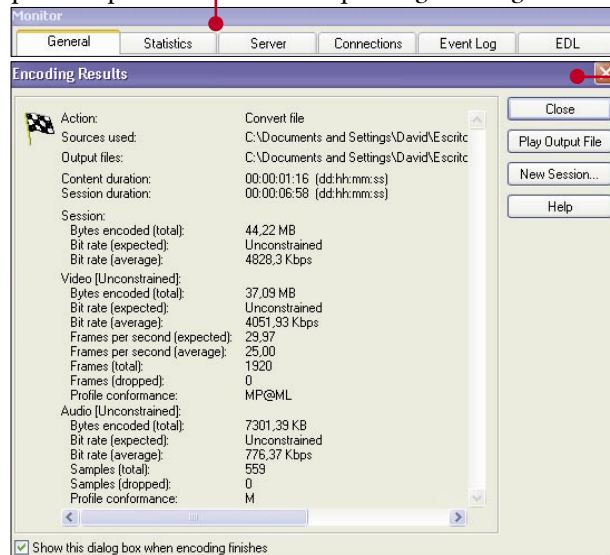 Monitor
General Statistics Server Connections Event Log EDL
Encoding Results
Action: Convert file
Sources used: C:\Documents and Settings\David\Escritc
Output files: C:\Documents and Settings\David\Escritc
Content duration: 00:00:01:16 (dd:hh:mm:ss)
Session duration: 00:00:06:58 (dd:hh:mm:ss)
Session:
Bytes encoded (total): 44,22 MB
Bit rate (expected): Unconstrained
Bit rate (average): 4828,3 Kbps
Video [Unconstrained]:
Bytes encoded (total): 37,09 MB
Bit rate (expected): Unconstrained
Bit rate (average): 4051,93 Kbps
Frames per second (expected): 29,97
Frames per second (average): 25,00
Frames (total): 1920
Frames (dropped): 0
Profile conformance: MP@ML
Audio [Unconstrained]:
Bytes encoded (total): 7301,39 KB
Bit rate (expected): Unconstrained
Bit rate (average): 776,37 Kbps
Samples (total): 559
Samples (dropped): 0
Profile conformance: M
Close
Play Output File
New Session...
Help
Show this dialog box when encoding finishes